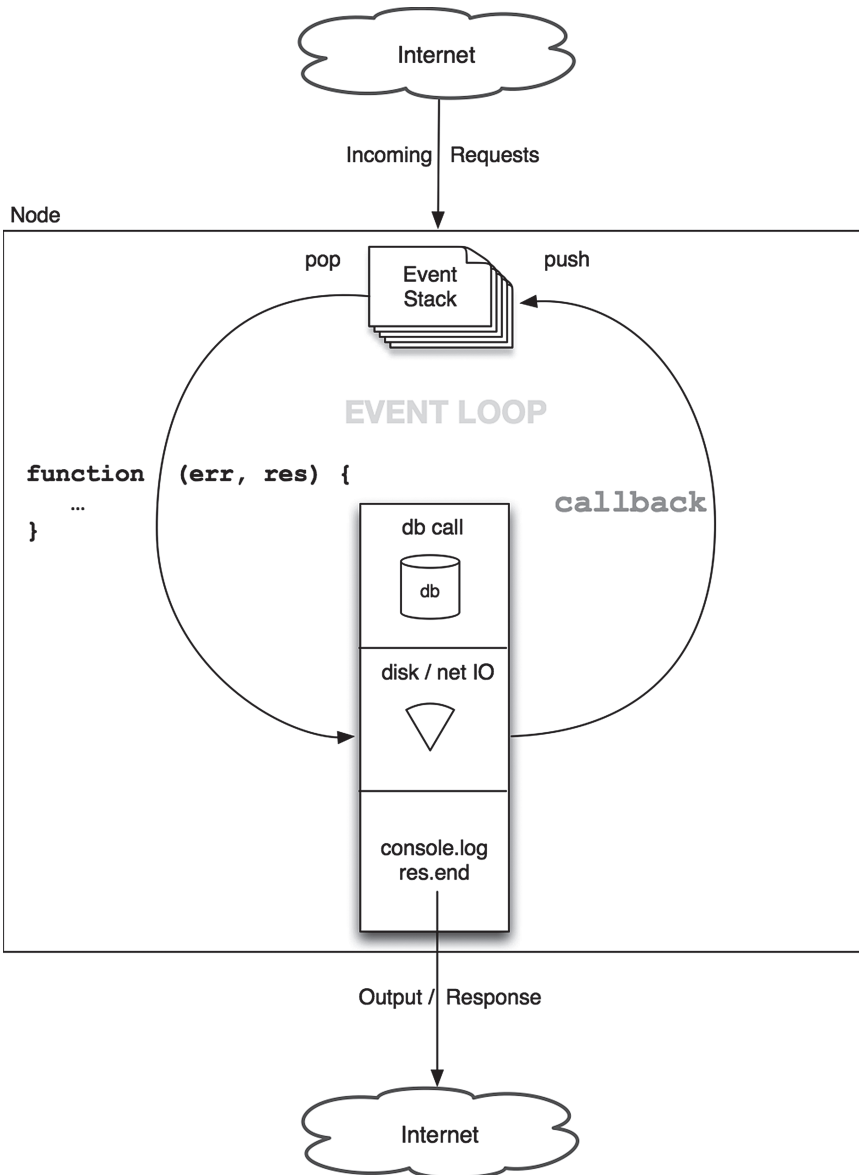 Internet
Incoming Requests
Node
pop
Event
Stack
push
EVENT LOOP
function (err, res) {
…
}
callback
db call
db
disk / net IO
console.log
res.end
Output / Response
Internet